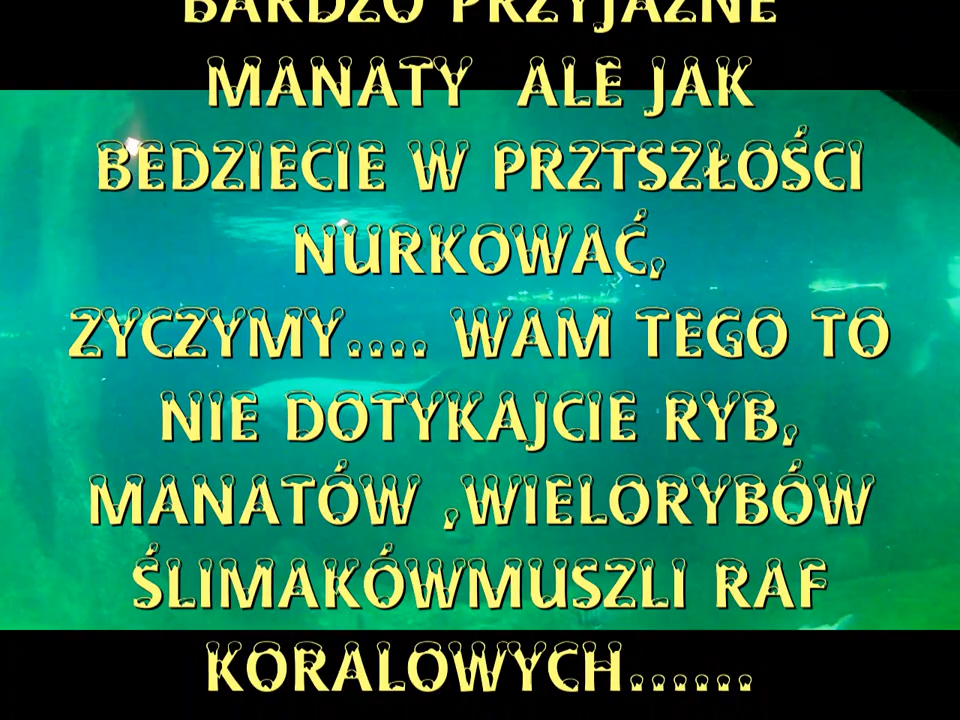 BARDZO PRZYJAZNE
MANATY ALE JAK
BEDZIECIE W PRZTSZŁOŚCI
NURKOWAĆ,
ZYCZYMY.... WAM TEGO TO
NIE DOTYKAJCIE RYB,
MANATÓW ,WIELORYBÓW
ŚLIMAKÓWMUSZLI RAF
KORALOWYCH......